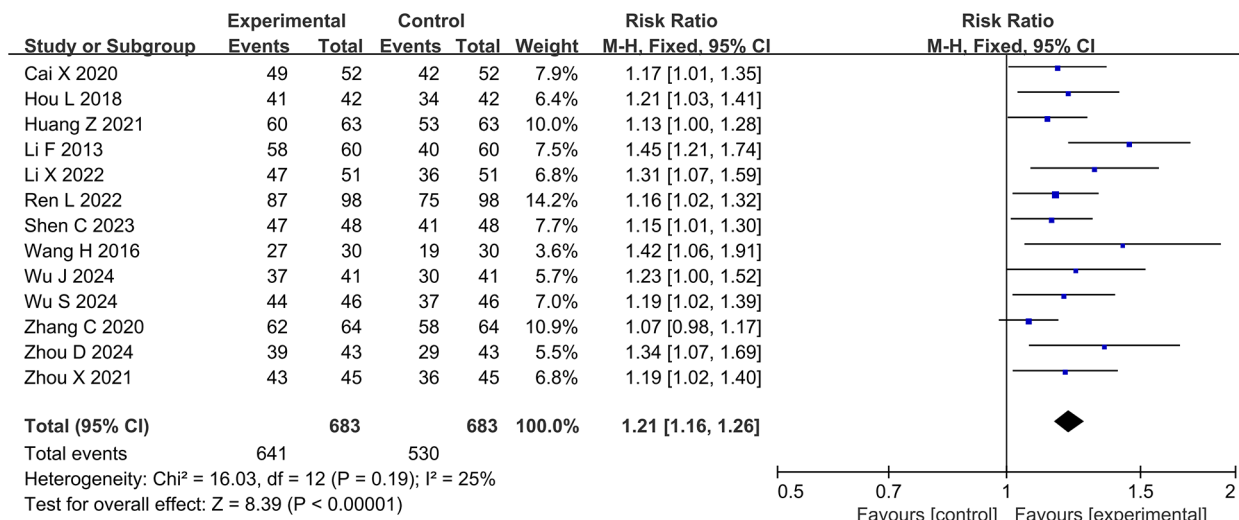 Experimental Control Risk Ratio Risk Ratio
Study or Subgroup Events Total Events Total Weight M-H, Fixed, 95% CI M-H, Fixed, 95% CI
Cai X 2020 49 52 42 52 7.9% 1.17 [1.01, 1.35]
Hou L 2018 41 42 34 42 6.4% 1.21 [1.03, 1.41]
Huang Z 2021 60 63 53 63 10.0% 1.13 [1.00, 1.28]
Li F 2013 58 60 40 60 7.5% 1.45 [1.21, 1.74]
Li X 2022 47 51 36 51 6.8% 1.31 [1.07, 1.59]
Ren L 2022 87 98 75 98 14.2% 1.16 [1.02, 1.32]
Shen C 2023 47 48 41 48 7.7% 1.15 [1.01, 1.30]
Wang H 2016 27 30 19 30 3.6% 1.42 [1.06, 1.91]
Wu J 2024 37 41 30 41 5.7% 1.23 [1.00, 1.52]
Wu S 2024 44 46 37 46 7.0% 1.19 [1.02, 1.39]
Zhang C 2020 62 64 58 64 10.9% 1.07 [0.98, 1.17]
Zhou D 2024 39 43 29 43 5.5% 1.34 [1.07, 1.69]
Zhou X 2021 43 45 36 45 6.8% 1.19 [1.02, 1.40]
Total (95% CI) 683 683 100.0% 1.21 [1.16, 1.26]
Total events 641 530
Heterogeneity: Chi² = 16.03, df = 12 (P = 0.19); I² = 25%
Test for overall effect: Z = 8.39 (P < 0.00001)
0.5 0.7 1 1.5 2
Favours [control] Favours [experimental]